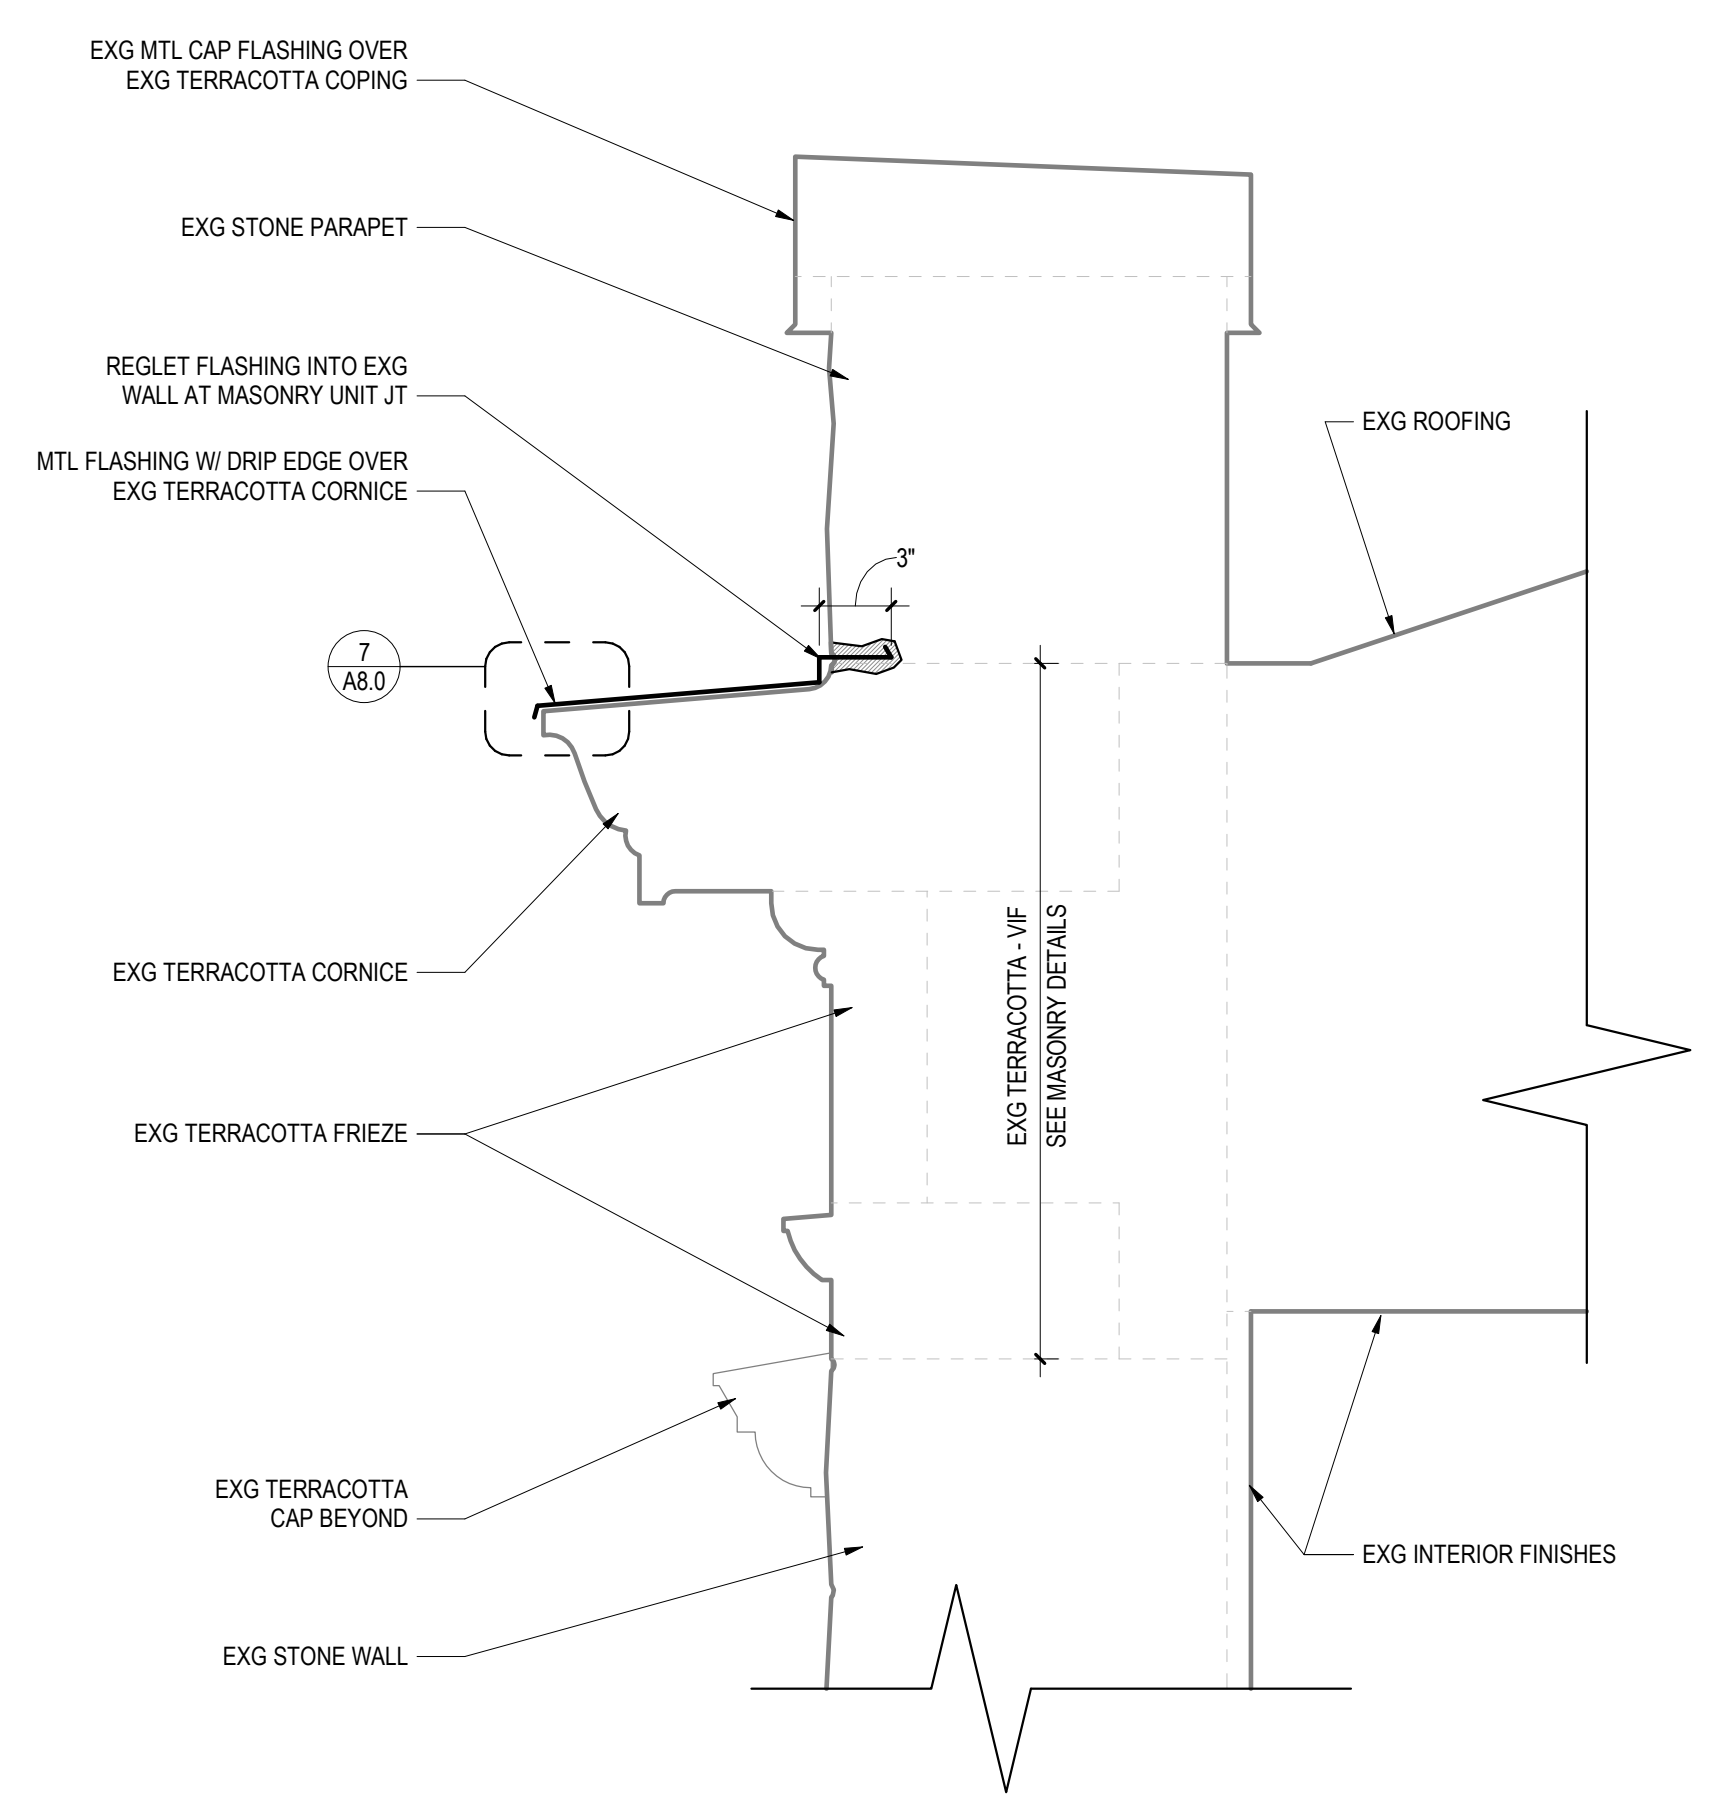 EXG MTL CAP FLASHING OVER
EXG TERRACOTTA COPING
EXG STONE PARAPET
REGLET FLASHING INTO EXG
WALL AT MASONRY UNIT JT
EXG ROOFING
MTL FLASHING W/ DRIP EDGE OVER
EXG TERRACOTTA CORNICE
3"
7
A8.0
EXG TERRACOTTA - VIF
SEE MASONRY DETAILS
EXG TERRACOTTA CORNICE
EXG TERRACOTTA FRIEZE
EXG TERRACOTTA
CAP BEYOND
EXG INTERIOR FINISHES
EXG STONE WALL